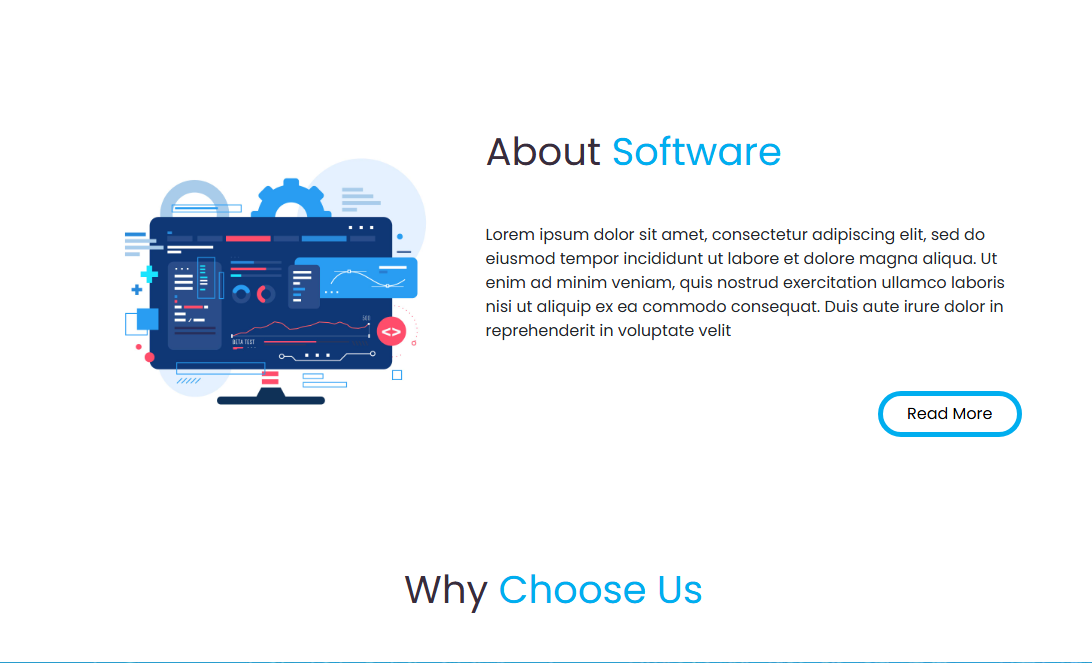 About Software
Lorem ipsum dolor sit amet, consectetur adipiscing elit, sed do
eiusmod tempor incididunt ut labore et dolore magna aliqua. Ut
enim ad minim veniam, quis nostrud exercitation ullamco laboris
nisi ut aliquip ex ea commodo consequat. Duis aute irure dolor in
reprehenderit in voluptate velit
<>
Read More
Why Choose Us